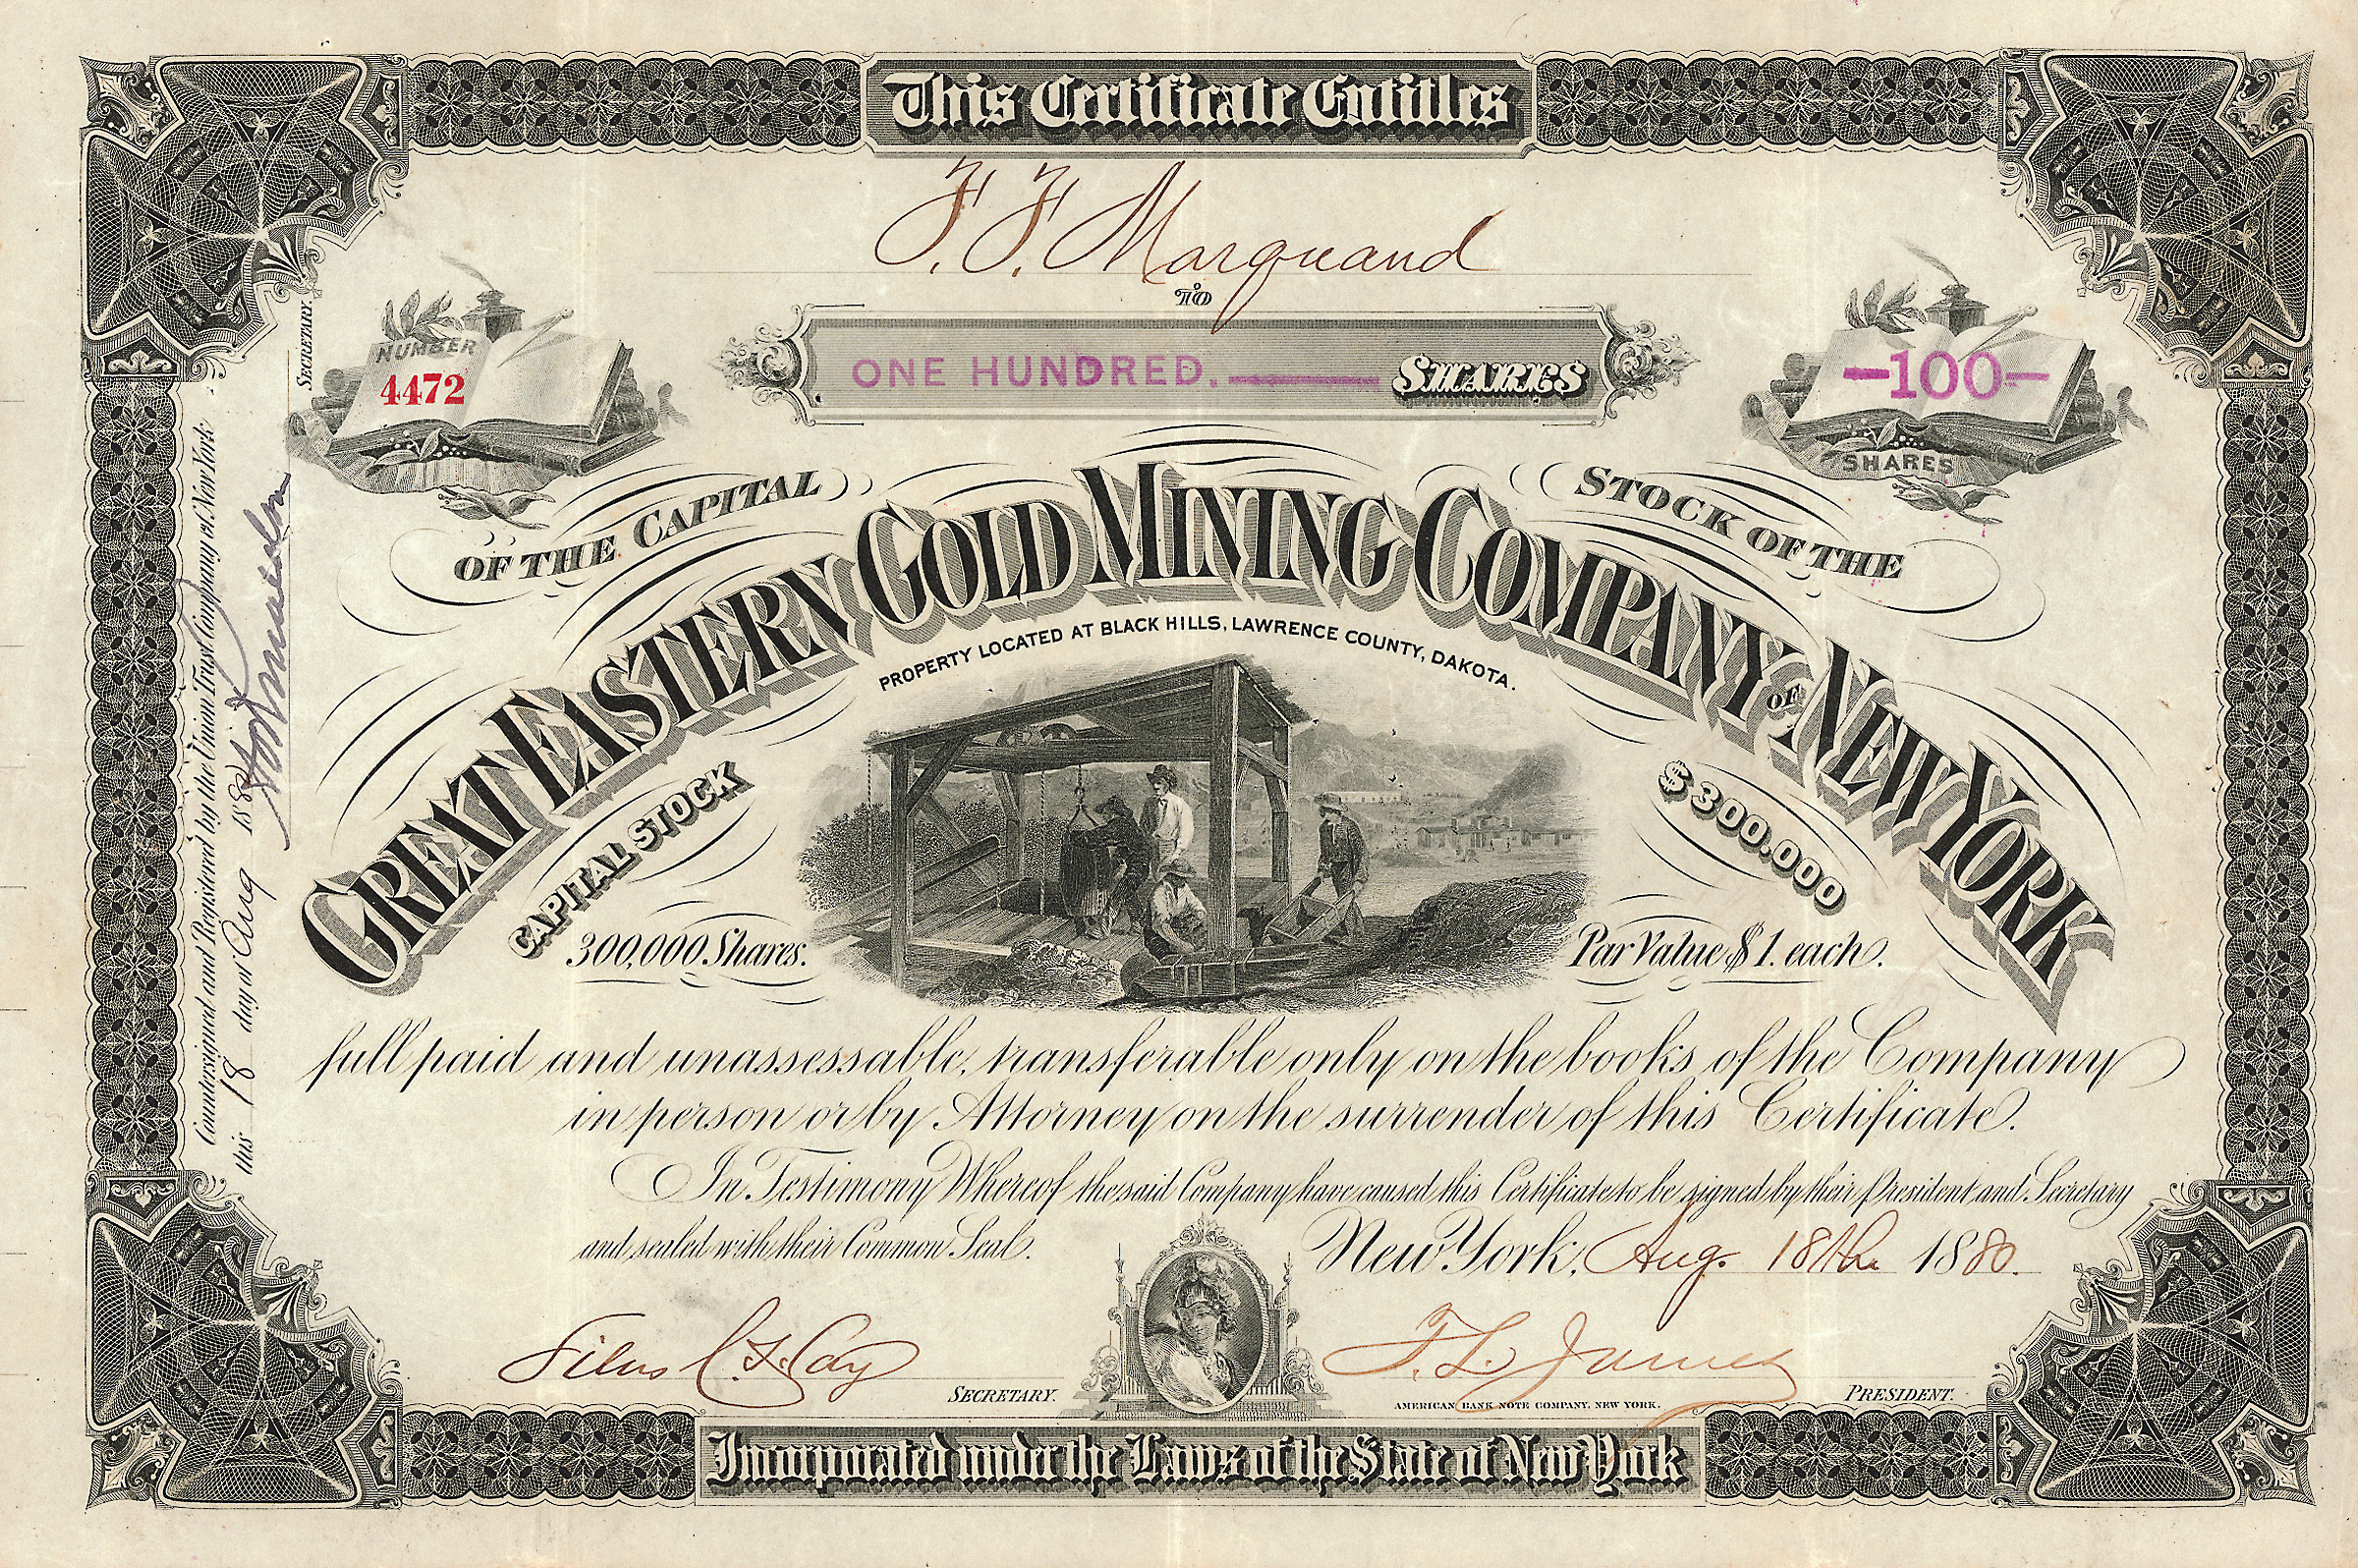 This Certificate Entitles
F. F. Marquand
TO
NUMBER
4472
ONE HUNDRED. SHARES
—100—
SHARES
OF THE CAPITAL STOCK OF THE
GREAT EASTERN GOLD MINING COMPANY OF NEW YORK
PROPERTY LOCATED AT BLACK HILLS, LAWRENCE COUNTY, DAKOTA.
CAPITAL STOCK $300,000
300,000 Shares. Par Value $1. each.
full paid and unassessable, transferable only on the books of the Company
in person or by Attorney on the surrender of this Certificate.
In Testimony Whereof the said Company have caused this Certificate to be signed by their President and Secretary
and sealed with their Common Seal. New York, Aug. 18th 1880.
SECRETARY. PRESIDENT.
AMERICAN BANK NOTE COMPANY, NEW YORK.
Incorporated under the Laws of the State of New York
Countersigned and Registered by the Union Trust Company of New York
this 18 day of Aug 1880
SECRETARY.